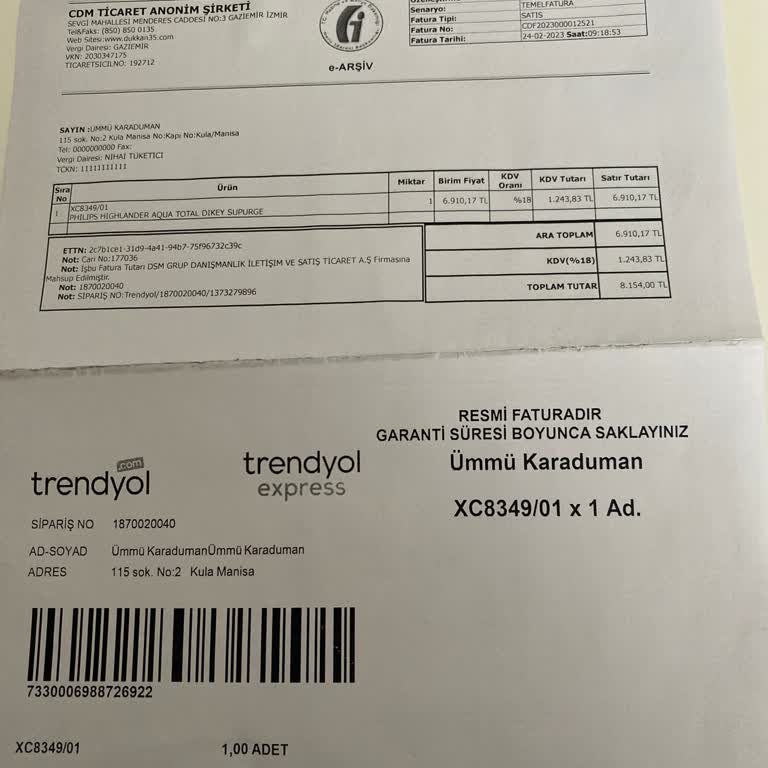 CDM TİCARET ANONİM ŞİRKETİ
SEVGİ MAHALLESİ MENDERES CADDESİ NO:3 GAZİEMİR İZMİR
Tel&Faks: (850) 850 0135
Web Sitesi:www.dukkan35.com
Vergi Dairesi: GAZİEMİR
VKN: 2030347175
TİCARETSİCİLNO: 192712
e-ARŞİV
Senaryo: TEMELFATURA
Fatura Tipi: SATIS
Fatura No: CDF2023000012521
Fatura Tarihi: 24-02-2023 Saat:09:18:53
SAYIN :ÜMMÜ KARADUMAN
115 sok. No:2 Kula Manisa No:Kapı No:Kula/Manisa
Tel: 0000000000 Fax:
Vergi Dairesi: NİHAİ TÜKETİCİ
TCKN: 11111111111
Sıra No Ürün Miktar Birim Fiyat KDV Oranı KDV Tutarı Satır Tutarı
1 XC8349/01 1 6.910,17 TL %18 1.243,83 TL 6.910,17 TL
PHILIPS HIGHLANDER AQUA TOTAL DIKEY SUPURGE
ARA TOPLAM 6.910,17 TL
KDV(%18) 1.243,83 TL
TOPLAM TUTAR 8.154,00 TL
ETTN: 2c7b1ce1-31d9-4a41-94b7-75f96732c39c
Not: Cari No:177036
Not: İşbu Fatura Tutarı DSM GRUP DANIŞMANLIK İLETİŞİM VE SATIŞ TİCARET A.Ş Firmasına
Mahsup Edilmiştir.
Not: 1870020040
Not: SİPARİŞ NO:Trendyol/1870020040/1373279896
RESMİ FATURADIR
GARANTİ SÜRESİ BOYUNCA SAKLAYINIZ
Ümmü Karaduman
XC8349/01 x 1 Ad.
trendyol.com
trendyol express
SİPARİŞ NO 1870020040
AD-SOYAD Ümmü KaradumanÜmmü Karaduman
ADRES 115 sok. No:2 Kula Manisa
7330006988726922
XC8349/01 1,00 ADET